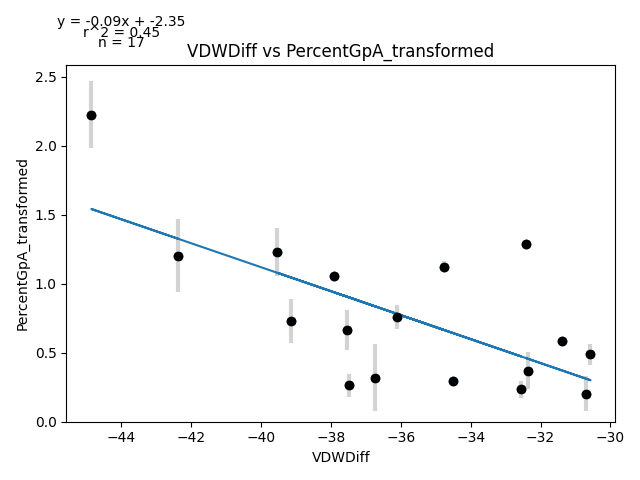 y = -0.09x + -2.35
r^2 = 0.45
n = 17
VDWDiff vs PercentGpA_transformed
2.5
2.0
1.5
1.0
0.5
0.0
PercentGpA_transformed
−44
−42
−40
−38
−36
−34
−32
−30
VDWDiff